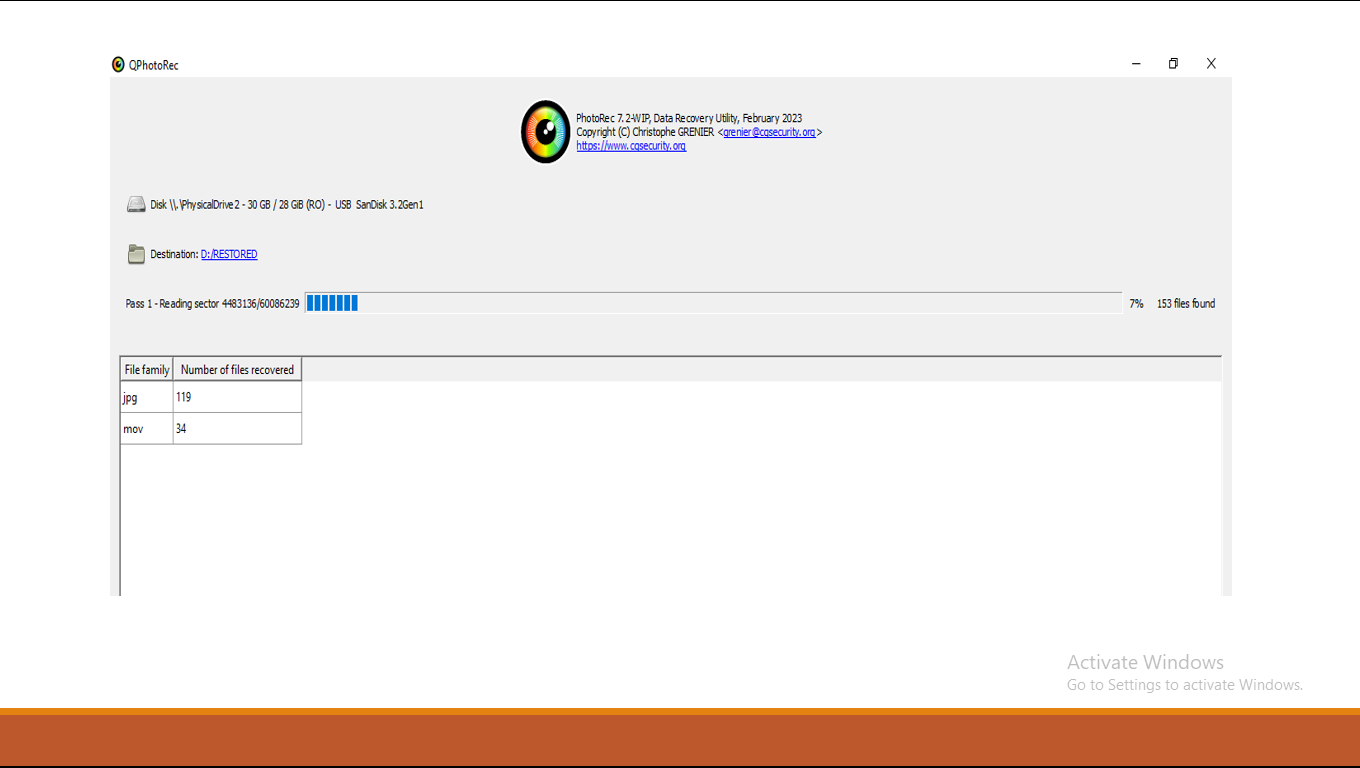 QPhotoRec
PhotoRec 7.2-WIP, Data Recovery Utility, February 2023
Copyright (C) Christophe GRENIER <grenier@cgsecurity.org>
https://www.cgsecurity.org
Disk \\.\PhysicalDrive2 - 30 GB / 28 GiB (RO) - USB SanDisk 3.2Gen1
Destination: D:/RESTORED
Pass 1 - Reading sector 4483136/60086239 7% 153 files found
File family Number of files recovered
jpg 119
mov 34
Activate Windows
Go to Settings to activate Windows.